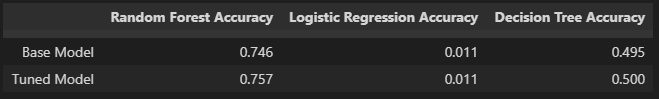 Random Forest Accuracy Logistic Regression Accuracy Decision Tree Accuracy
Base Model 0.746 0.011 0.495
Tuned Model 0.757 0.011 0.500